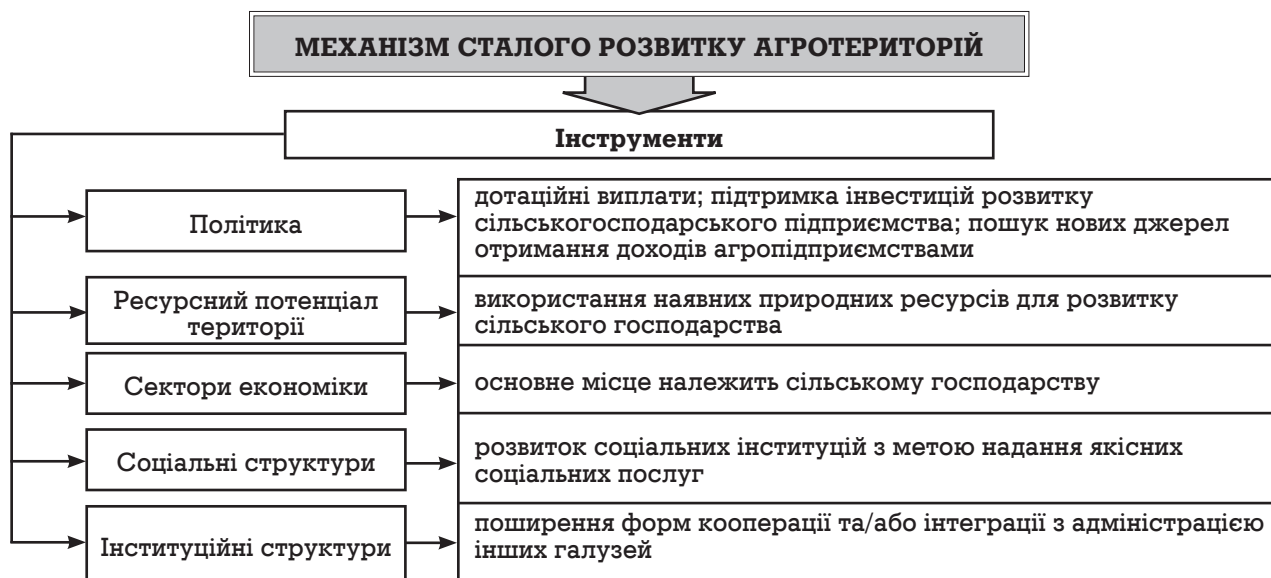 МЕХАНІЗМ СТАЛОГО РОЗВИТКУ АГРОТЕРИТОРІЙ
Інструменти
Політика
дотаційні виплати; підтримка інвестицій розвитку
сільськогосподарського підприємства; пошук нових джерел
отримання доходів агропідприємствами
Ресурсний потенціал
території
використання наявних природних ресурсів для розвитку
сільського господарства
Сектори економіки
основне місце належить сільському господарству
Соціальні структури
розвиток соціальних інституцій з метою надання якісних
соціальних послуг
Інституційні структури
поширення форм кооперації та/або інтеграції з адміністрацією
інших галузей